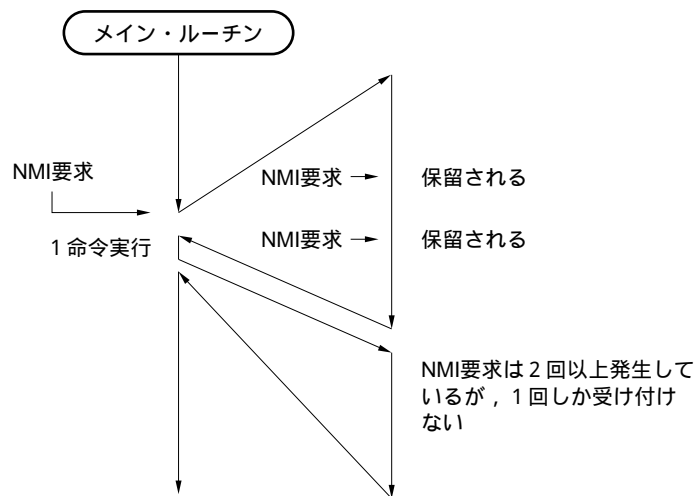 メイン・ルーチン
NMI要求
NMI要求
保留される
NMI要求
保留される
1 命令実行
NMI要求は 2 回以上発生して
いるが，1 回しか受け付け
ない